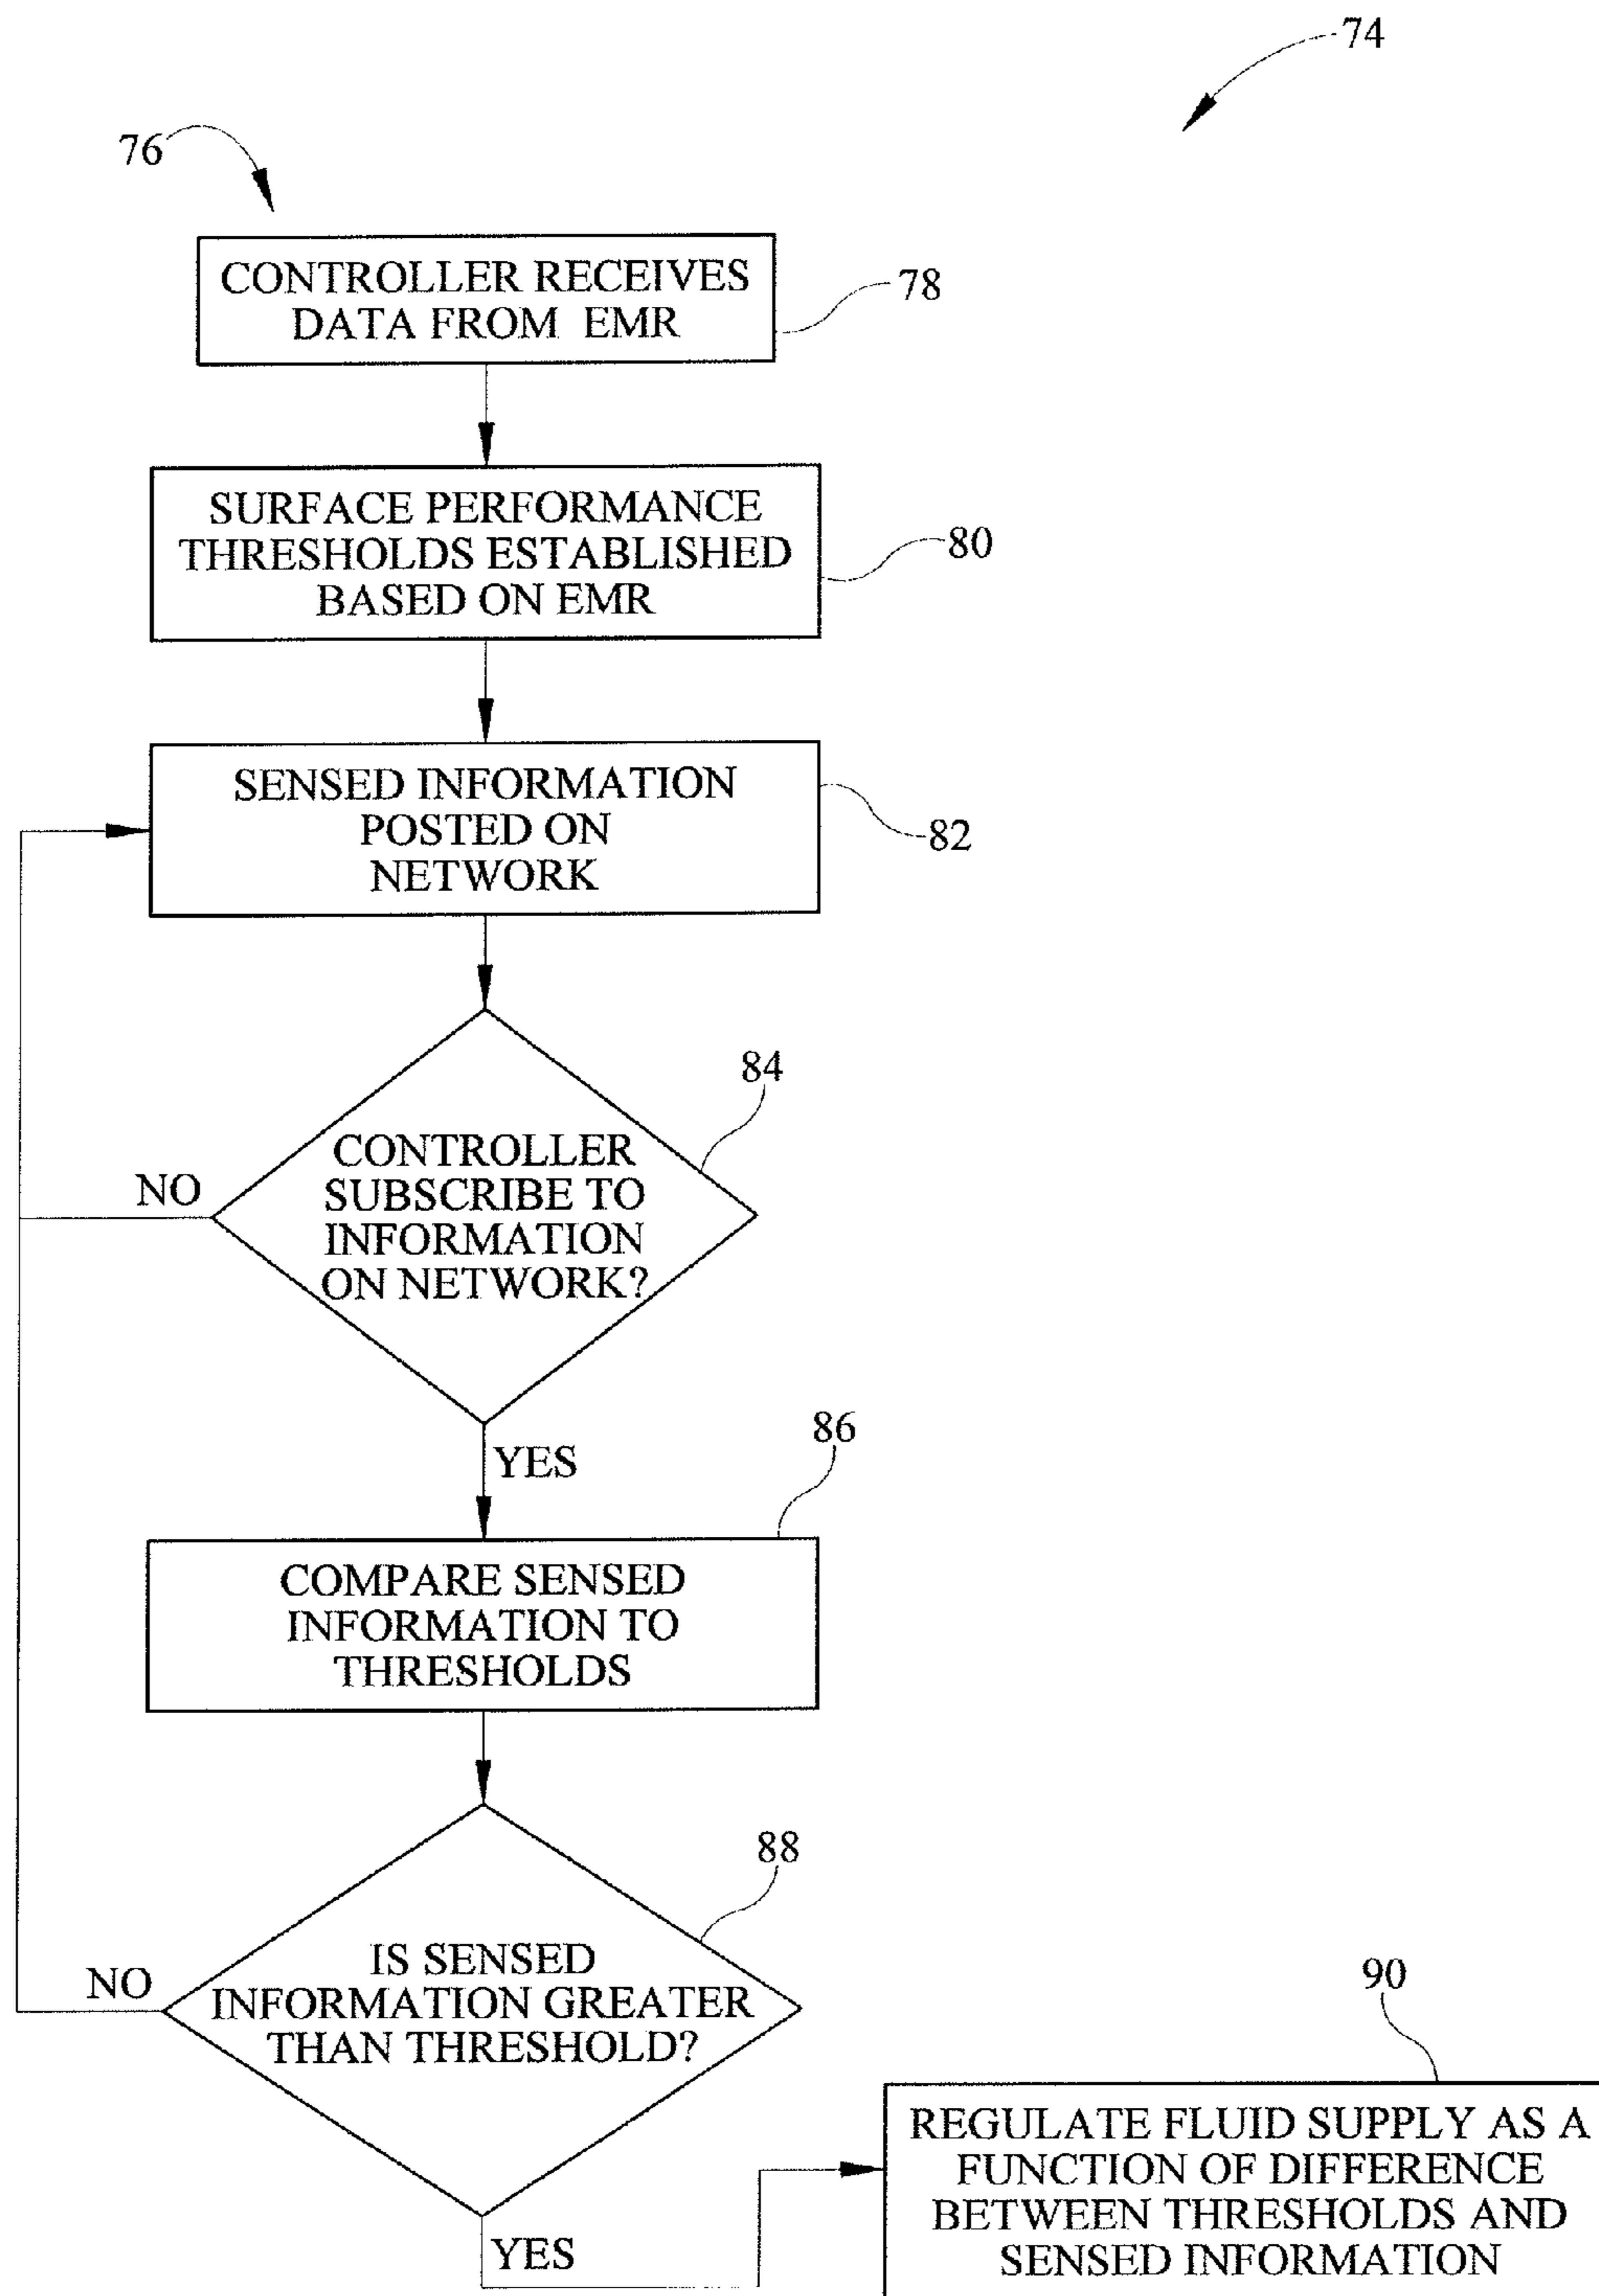 74
76
CONTROLLER RECEIVES
DATA FROM EMR
78
SURFACE PERFORMANCE
THRESHOLDS ESTABLISHED
BASED ON EMR
80
SENSED INFORMATION
POSTED ON
NETWORK
82
84
CONTROLLER
SUBSCRIBE TO
INFORMATION
ON NETWORK?
NO
YES
86
COMPARE SENSED
INFORMATION TO
THRESHOLDS
88
IS SENSED
INFORMATION GREATER
THAN THRESHOLD?
NO
YES
90
REGULATE FLUID SUPPLY AS A
FUNCTION OF DIFFERENCE
BETWEEN THRESHOLDS AND
SENSED INFORMATION